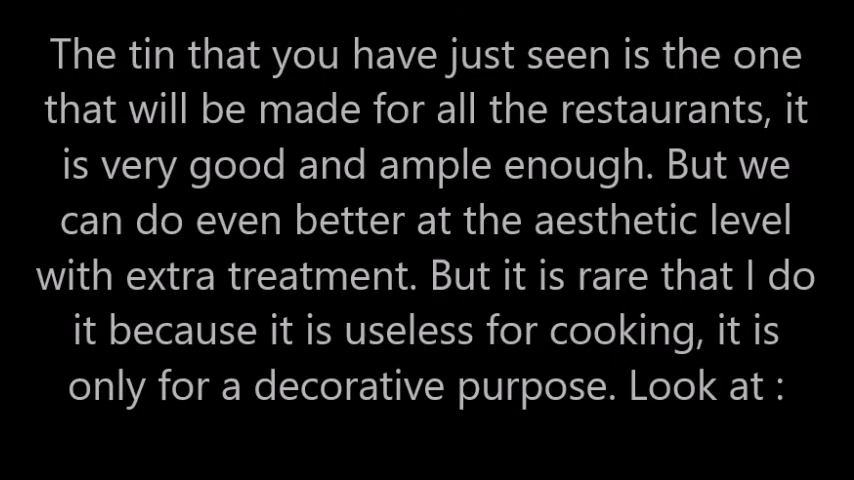 The tin that you have just seen is the one
that will be made for all the restaurants, it
is very good and ample enough. But we
can do even better at the aesthetic level
with extra treatment. But it is rare that I do
it because it is useless for cooking, it is
only for a decorative purpose. Look at :